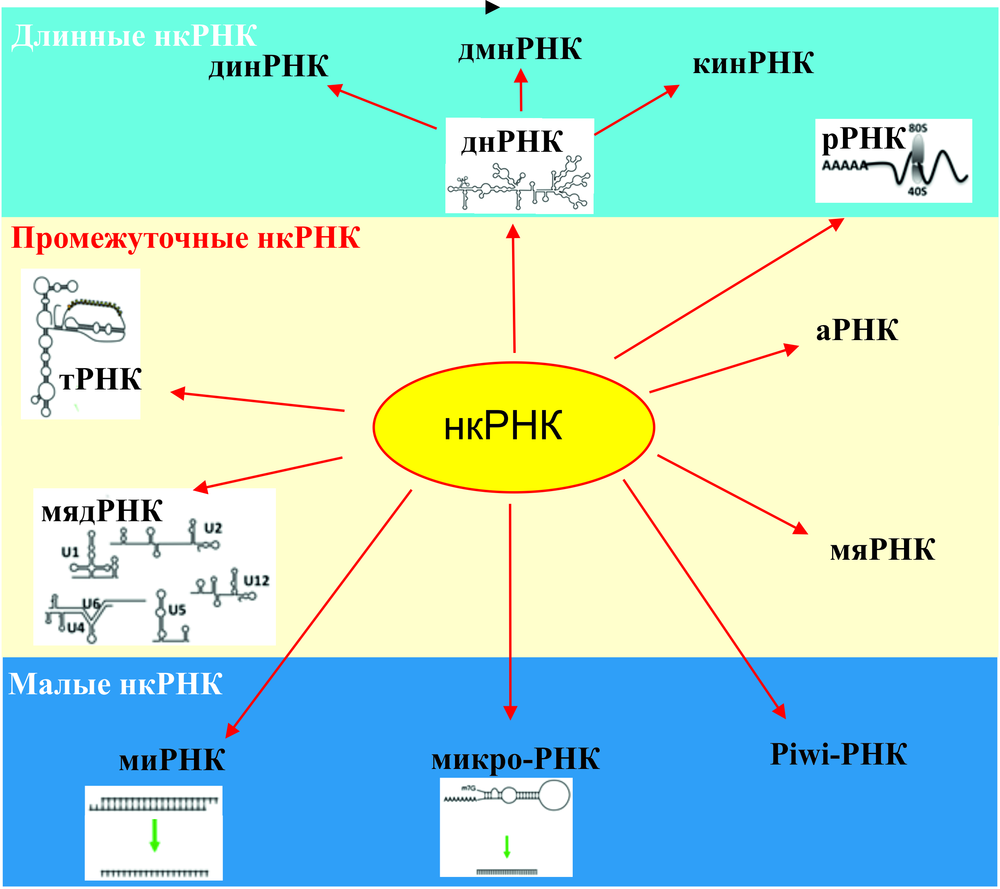 Длинные нкРНК
динРНК
дмнРНК
кинРНК
днРНК
рРНК
80S
AAAAA
40S
Промежуточные нкРНК
тРНК
аРНК
нкРНК
мядРНК
U2
U1
U12
U6
U5
U4
мяРНК
Малые нкРНК
миРНК
микро-РНК
Piwi-РНК
m7G
AAAAAAAA